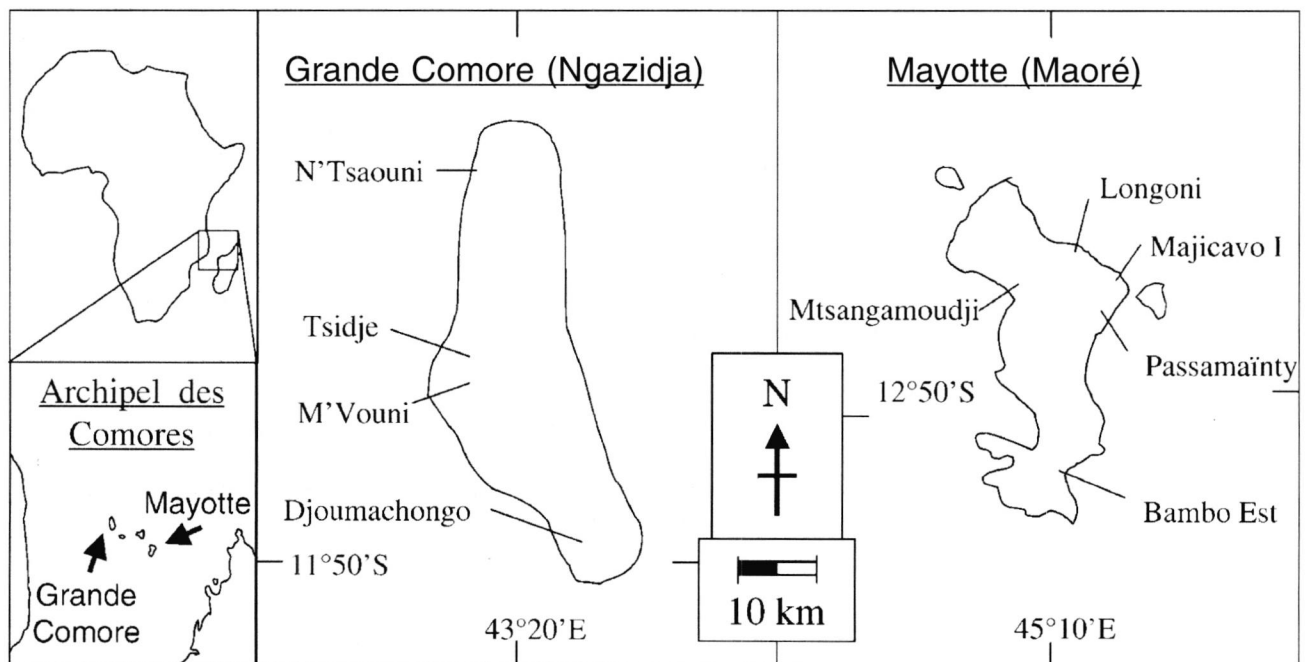 Grande Comore (Ngazidja)
N'Tsaouni
Tsidje
M'Vouni
Djoumachongo
11°50'S
43°20'E
Mayotte (Maoré)
Longoni
Majicavo I
Mtsangamoudji
Passamaïnty
12°50'S
Bambo Est
45°10'E
N
10 km
Archipel des
Comores
Mayotte
Grande
Comore